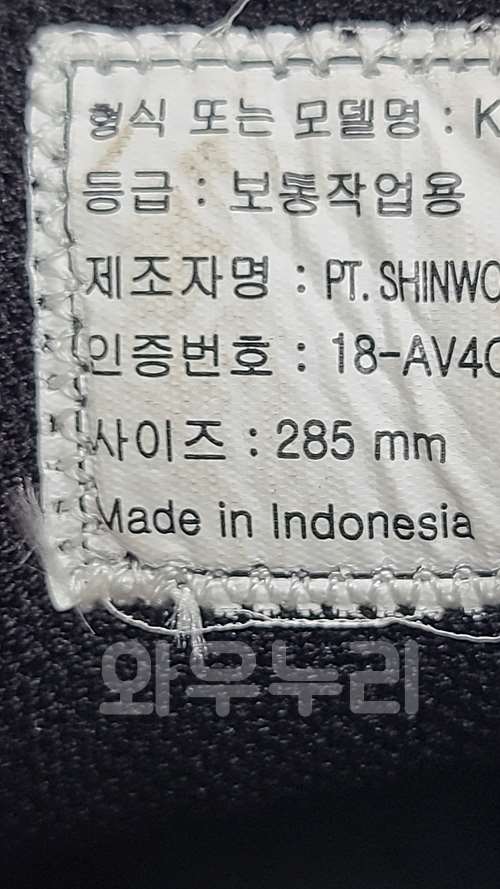 형식 또는 모델명 : K
등급 : 보통작업용
제조자명 : PT. SHINWO
인증번호 : 18-AV4
사이즈 : 285 mm
Made in Indonesia
와우누리